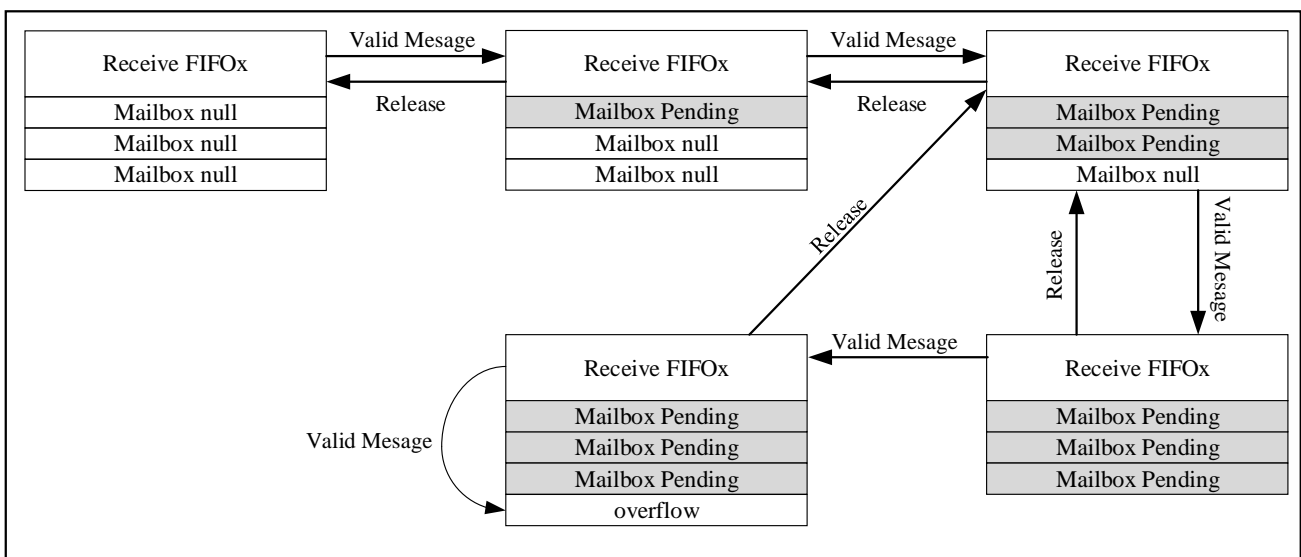 Receive FIFOx
Mailbox null
Mailbox null
Mailbox null
Valid Mesage
Release
Receive FIFOx
Mailbox Pending
Mailbox null
Mailbox null
Valid Mesage
Release
Receive FIFOx
Mailbox Pending
Mailbox Pending
Mailbox null
Release
Release
Valid Mesage
Valid Mesage
Receive FIFOx
Mailbox Pending
Mailbox Pending
Mailbox Pending
overflow
Valid Mesage
Receive FIFOx
Mailbox Pending
Mailbox Pending
Mailbox Pending